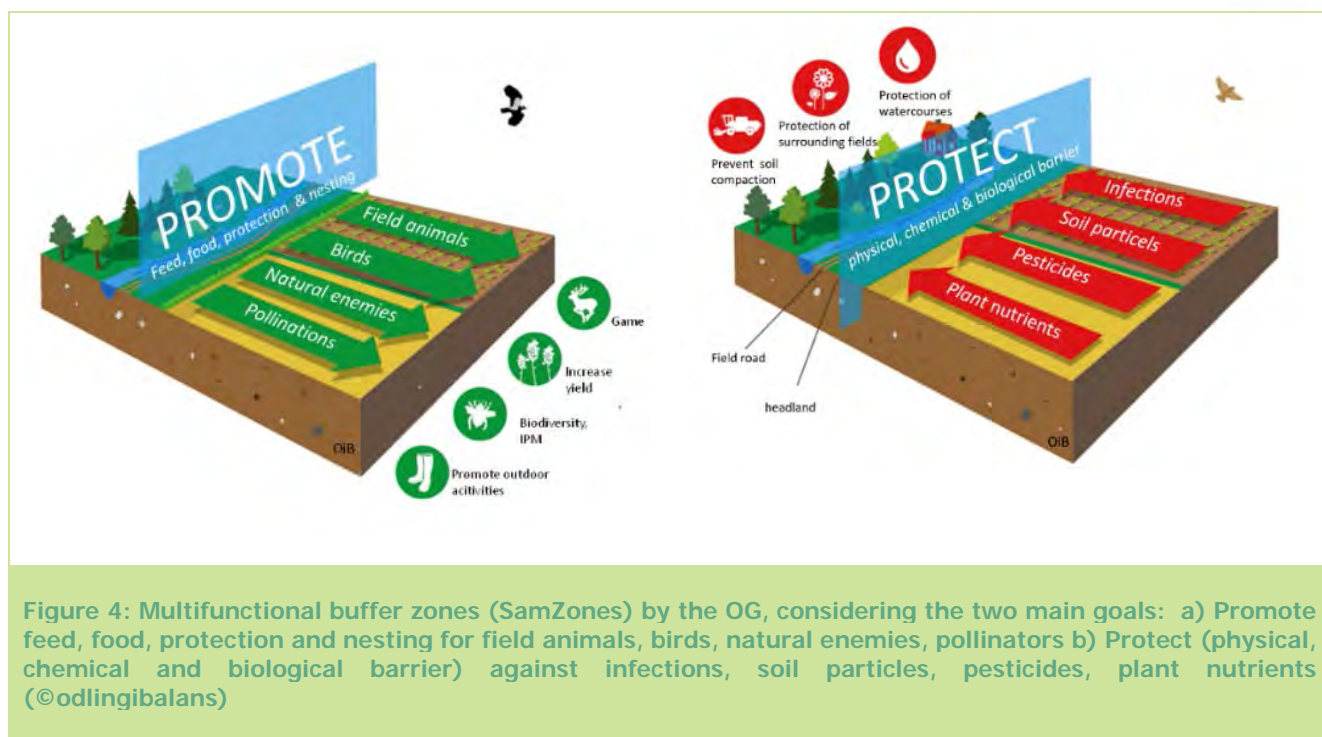 PROMOTE
Feed, food, protection & nesting
Field animals
Birds
Natural enemies
Pollinations
Game
Increase
yield
Biodiversity,
IPM
Promote outdoor
acitivities
OiB
Prevent soil
compaction
Protection of
surrounding fields
Protection of
watercourses
PROTECT
physical, chemical & biological barrier
Infections
Soil particels
Pesticides
Plant nutrients
Field road
headland
OiB
Figure 4: Multifunctional buffer zones (SamZones) by the OG, considering the two main goals: a) Promote
feed, food, protection and nesting for field animals, birds, natural enemies, pollinators b) Protect (physical,
chemical and biological barrier) against infections, soil particles, pesticides, plant nutrients
(©odlingibalans)